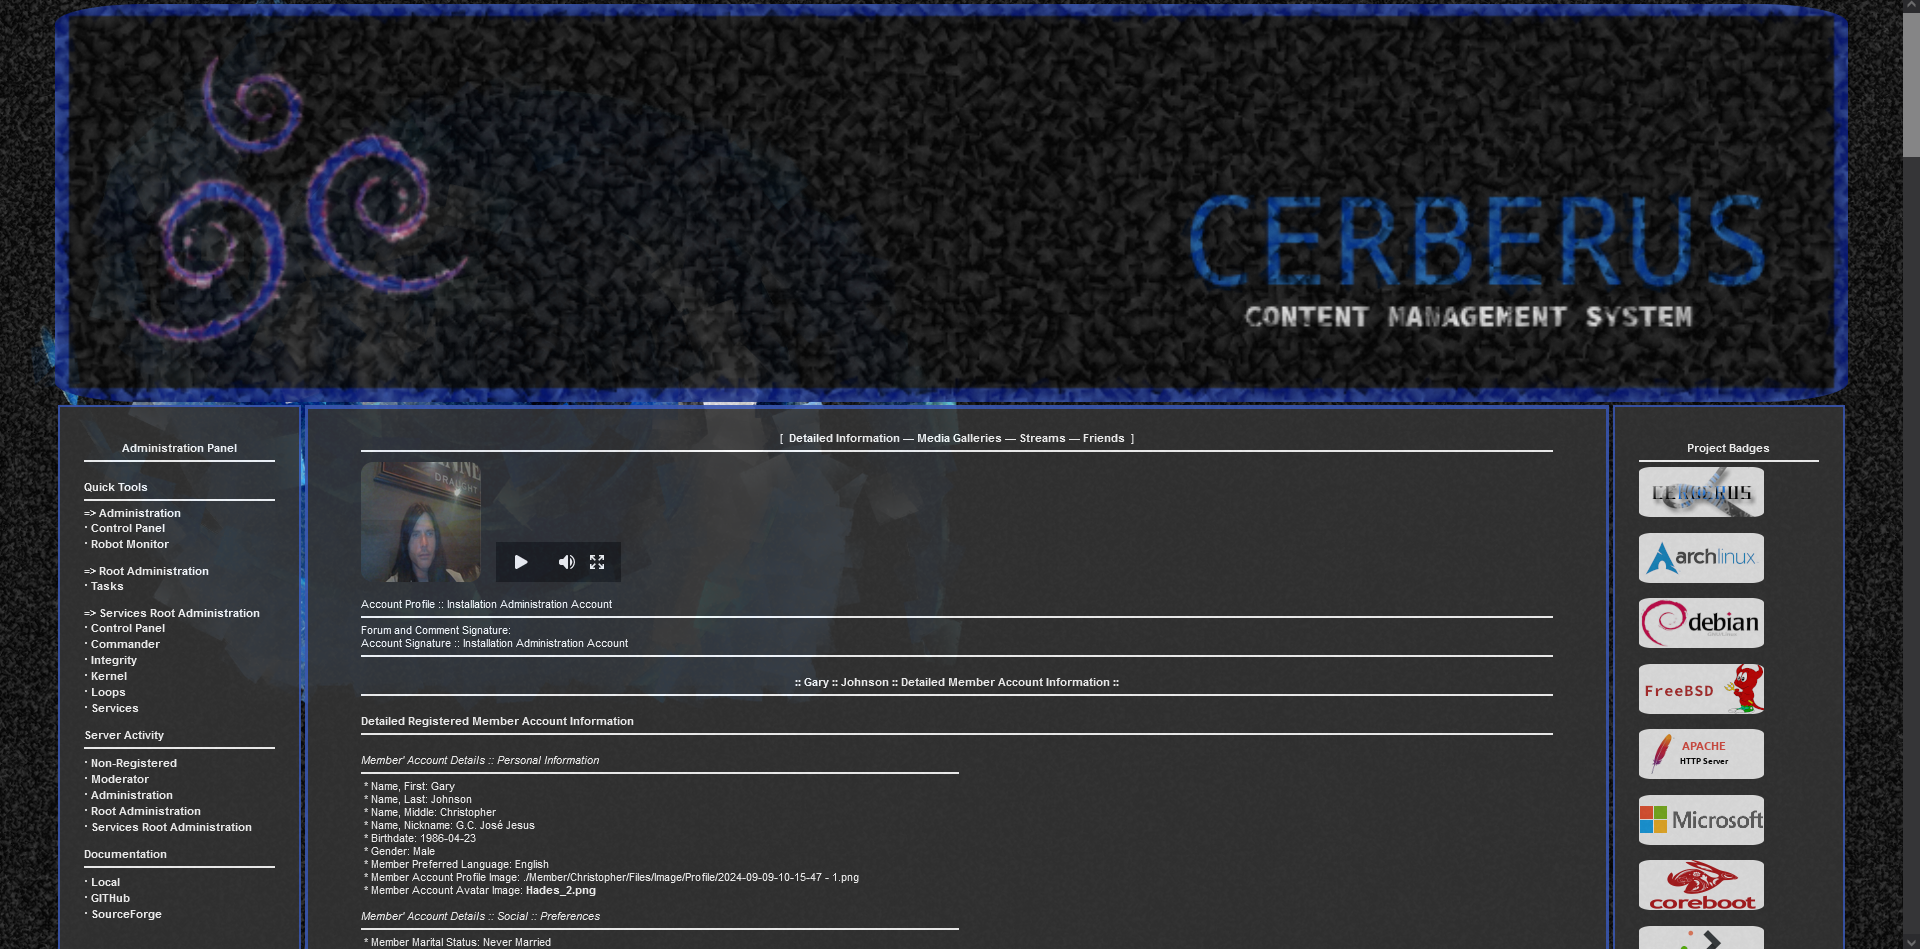 CERBERUS
CONTENT MANAGEMENT SYSTEM
Administration Panel
Quick Tools
=> Administration
· Control Panel
· Robot Monitor
=> Root Administration
· Tasks
=> Services Root Administration
· Control Panel
· Commander
· Integrity
· Kernel
· Loops
· Services
Server Activity
· Non-Registered
· Moderator
· Administration
· Root Administration
· Services Root Administration
Documentation
· Local
· GITHub
· SourceForge
[ Detailed Information — Media Galleries — Streams — Friends ]
DRAUGHT
Account Profile :: Installation Administration Account
Forum and Comment Signature:
Account Signature :: Installation Administration Account
:: Gary :: Johnson :: Detailed Member Account Information ::
Detailed Registered Member Account Information
Member' Account Details :: Personal Information
* Name, First: Gary
* Name, Last: Johnson
* Name, Middle: Christopher
* Name, Nickname: G.C. José Jesus
* Birthdate: 1986-04-23
* Gender: Male
* Member Preferred Language: English
* Member Account Profile Image: ./Member/Christopher/Files/Image/Profile/2024-09-09-10-15-47 - 1.png
* Member Account Avatar Image: Hades_2.png
Member' Account Details :: Social :: Preferences
* Member Marital Status: Never Married
Project Badges
CERBERUS
archlinux
debian
FreeBSD
APACHE
HTTP Server
Microsoft
coreboot